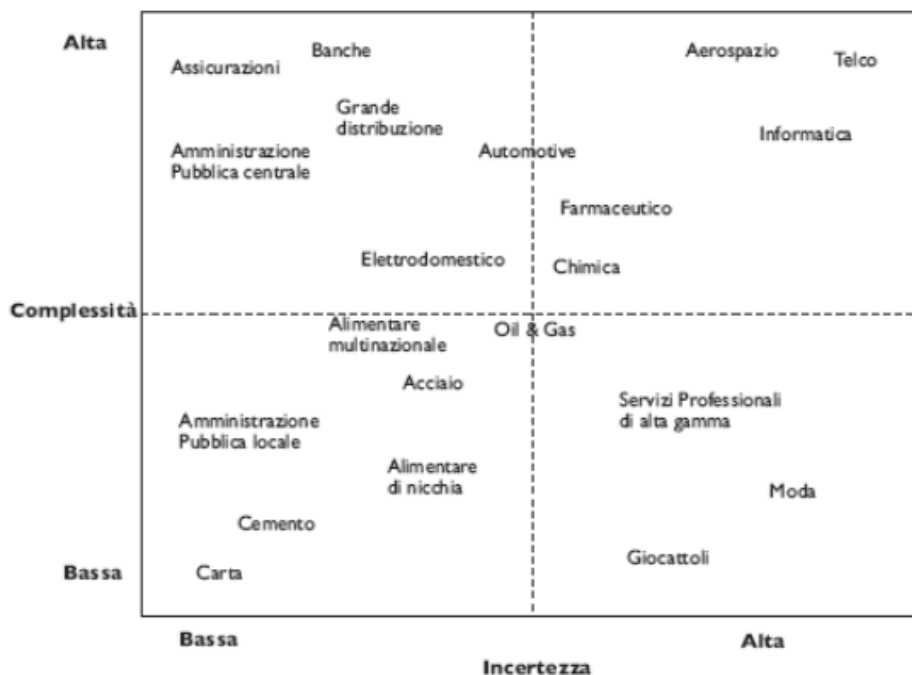 Alta
Banche
Aerospazio
Telco
Assicurazioni
Grande
distribuzione
Informatica
Amministrazione
Pubblica centrale
Automotive
Farmaceutico
Elettrodomestico
Chimica
Complessità
Alimentare
multinazionale
Oil & Gas
Acciaio
Servizi Professionali
di alta gamma
Amministrazione
Pubblica locale
Alimentare
di nicchia
Moda
Cemento
Giocattoli
Bassa
Carta
Bassa
Alta
Incertezza